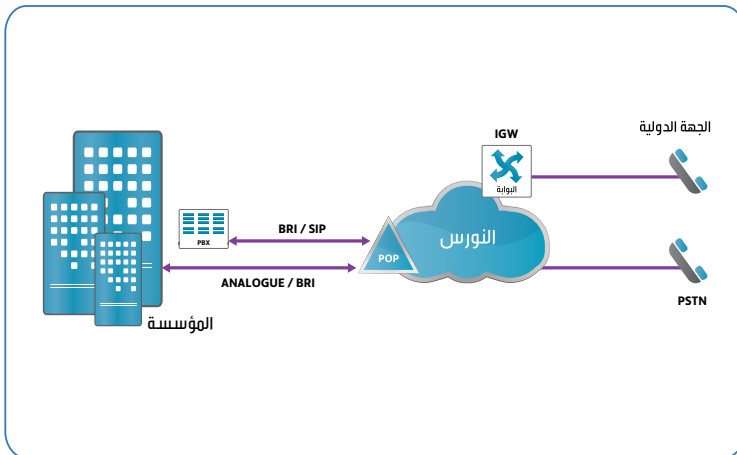 IGW
الجهة الدولية
البوابة
PBX
BRI / SIP
النورس
POP
ANALOGUE / BRI
PSTN
المؤسسة